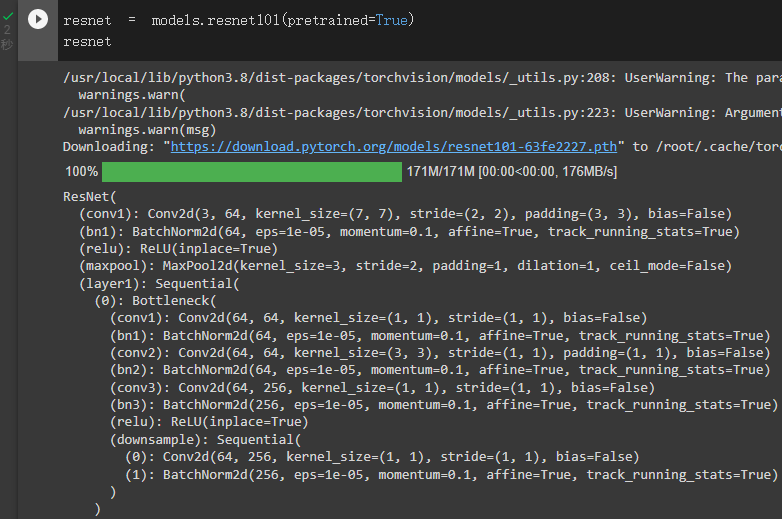 2
秒
resnet = models.resnet101(pretrained=True)
resnet
/usr/local/lib/python3.8/dist-packages/torchvision/models/_utils.py:208: UserWarning: The para
  warnings.warn(
/usr/local/lib/python3.8/dist-packages/torchvision/models/_utils.py:223: UserWarning: Argument
  warnings.warn(msg)
Downloading: "https://download.pytorch.org/models/resnet101-63fe2227.pth" to /root/.cache/torc
100% 171M/171M [00:00<00:00, 176MB/s]
ResNet(
  (conv1): Conv2d(3, 64, kernel_size=(7, 7), stride=(2, 2), padding=(3, 3), bias=False)
  (bn1): BatchNorm2d(64, eps=1e-05, momentum=0.1, affine=True, track_running_stats=True)
  (relu): ReLU(inplace=True)
  (maxpool): MaxPool2d(kernel_size=3, stride=2, padding=1, dilation=1, ceil_mode=False)
  (layer1): Sequential(
    (0): Bottleneck(
      (conv1): Conv2d(64, 64, kernel_size=(1, 1), stride=(1, 1), bias=False)
      (bn1): BatchNorm2d(64, eps=1e-05, momentum=0.1, affine=True, track_running_stats=True)
      (conv2): Conv2d(64, 64, kernel_size=(3, 3), stride=(1, 1), padding=(1, 1), bias=False)
      (bn2): BatchNorm2d(64, eps=1e-05, momentum=0.1, affine=True, track_running_stats=True)
      (conv3): Conv2d(64, 256, kernel_size=(1, 1), stride=(1, 1), bias=False)
      (bn3): BatchNorm2d(256, eps=1e-05, momentum=0.1, affine=True, track_running_stats=True)
      (relu): ReLU(inplace=True)
      (downsample): Sequential(
        (0): Conv2d(64, 256, kernel_size=(1, 1), stride=(1, 1), bias=False)
        (1): BatchNorm2d(256, eps=1e-05, momentum=0.1, affine=True, track_running_stats=True)
      )
    )